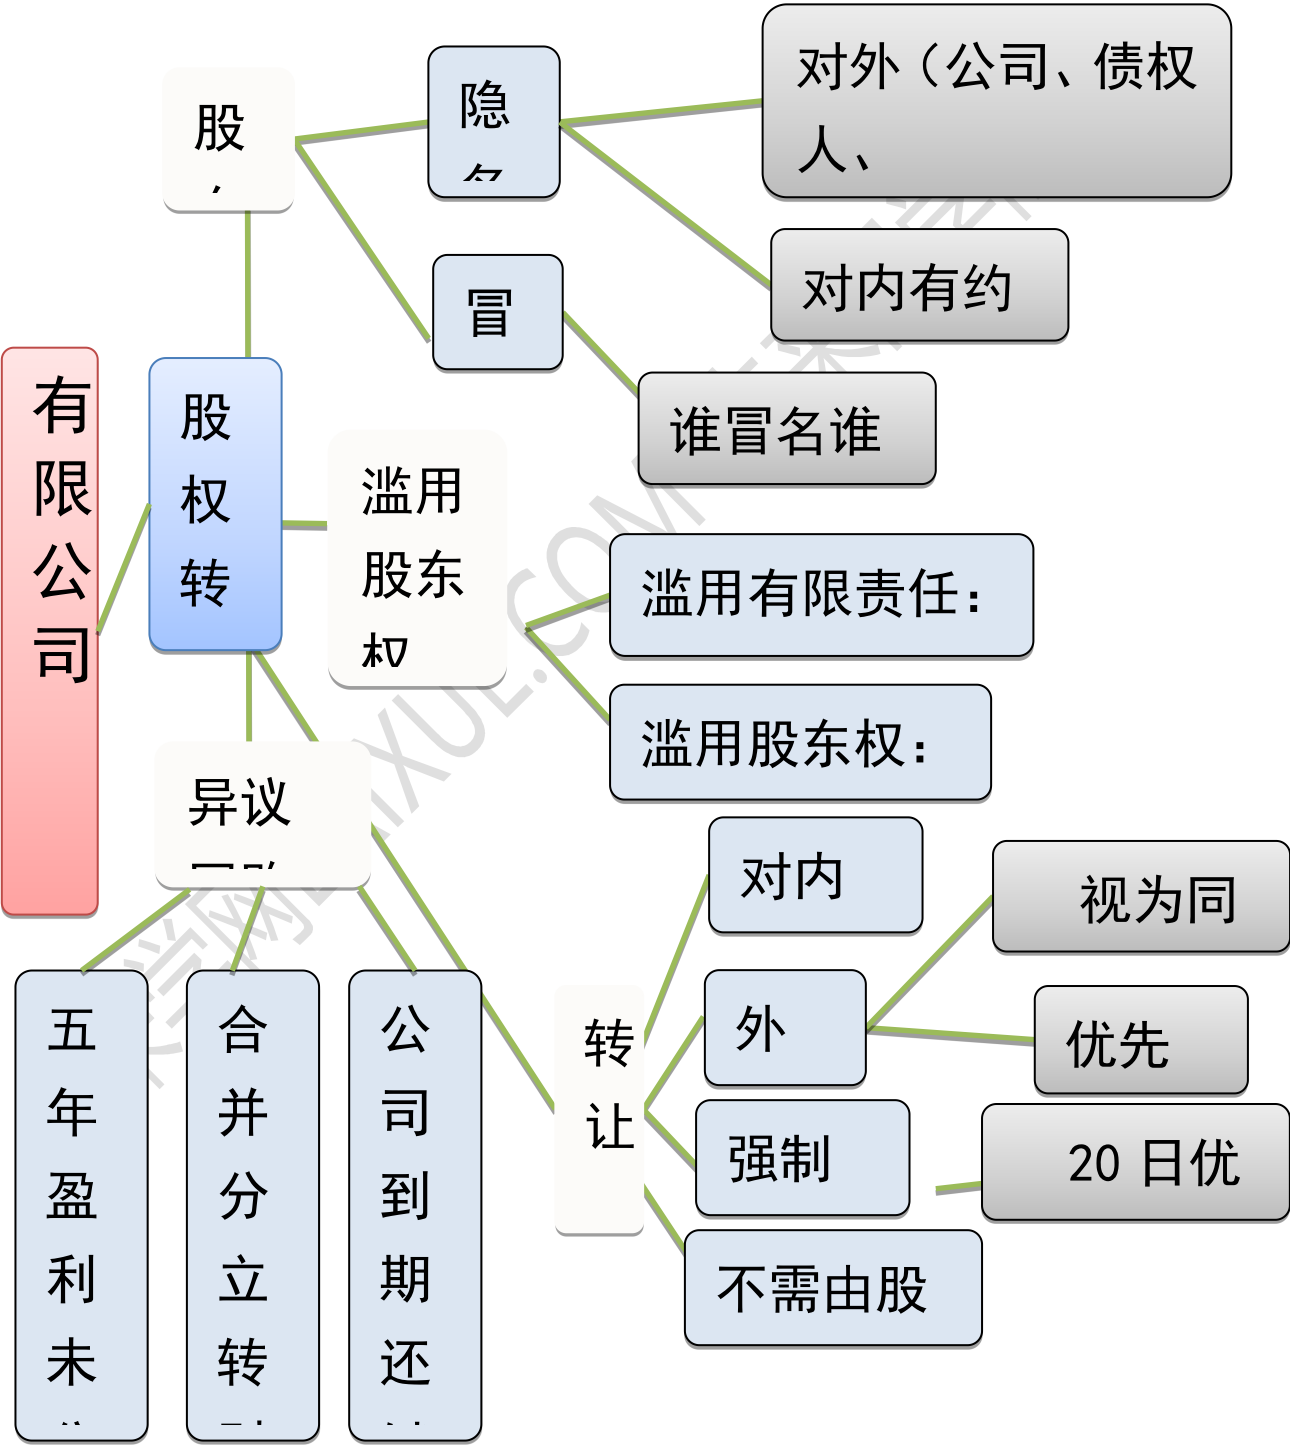 股
隐
对外（公司、债权
人、
对内有约
冒
谁冒名谁
有
限
公
司
股
权
转
滥用
股东
权
滥用有限责任：
滥用股东权：
异议
对内
视为同
外
优先
转
让
强制
20日优
不需由股
五
年
盈
利
未
合
并
分
立
转
公
司
到
期
还